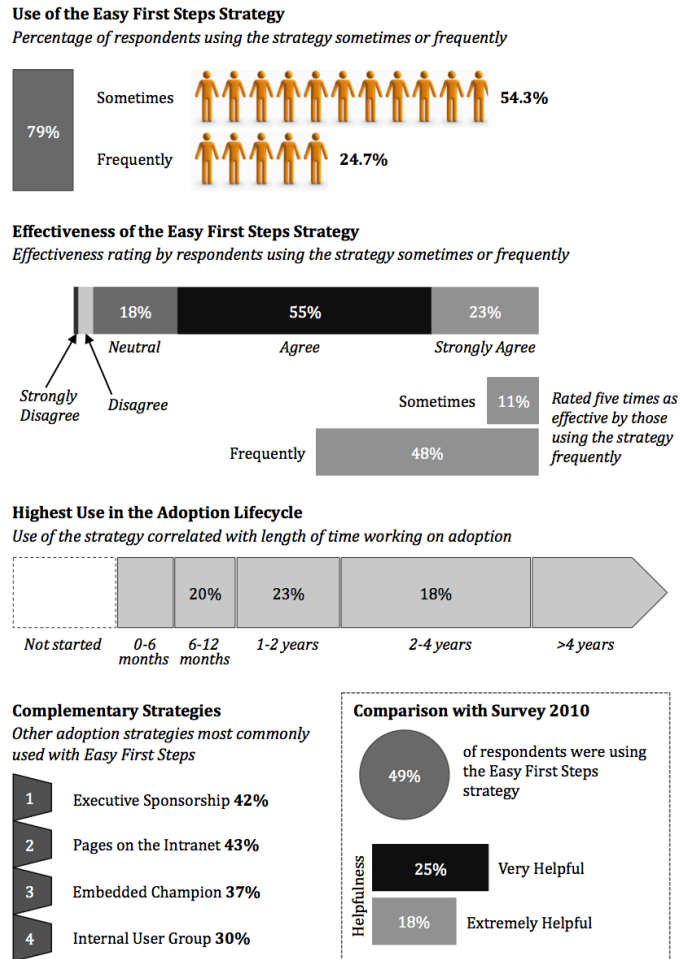 Use of the Easy First Steps Strategy
Percentage of respondents using the strategy sometimes or frequently
79%
Sometimes
54.3%
Frequently
24.7%
Effectiveness of the Easy First Steps Strategy
Effectiveness rating by respondents using the strategy sometimes or frequently
18%
55%
23%
Neutral
Agree
Strongly Agree
Strongly
Disagree
Disagree
Sometimes
11%
Frequently
48%
Rated five times as
effective by those
using the strategy
frequently
Highest Use in the Adoption Lifecycle
Use of the strategy correlated with length of time working on adoption
20%
23%
18%
Not started
0-6
months
6-12
months
1-2 years
2-4 years
>4 years
Complementary Strategies
Other adoption strategies most commonly
used with Easy First Steps
1
Executive Sponsorship 42%
2
Pages on the Intranet 43%
3
Embedded Champion 37%
4
Internal User Group 30%
Comparison with Survey 2010
49%
of respondents were using
the Easy First Steps
strategy
Helpfulness
25%
Very Helpful
18%
Extremely Helpful